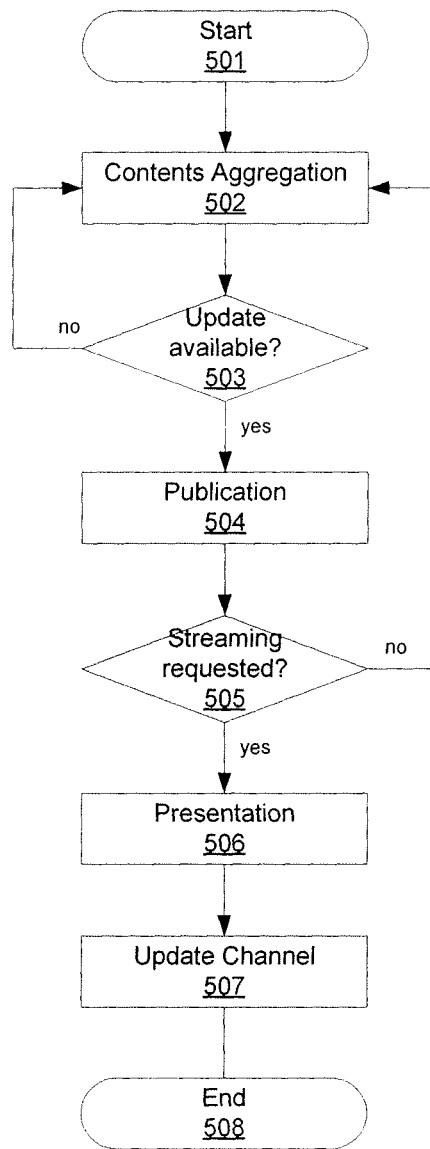 Start
501
Contents Aggregation
502
no
Update
available?
503
yes
Publication
504
Streaming
requested?
505
no
yes
Presentation
506
Update Channel
507
End
508